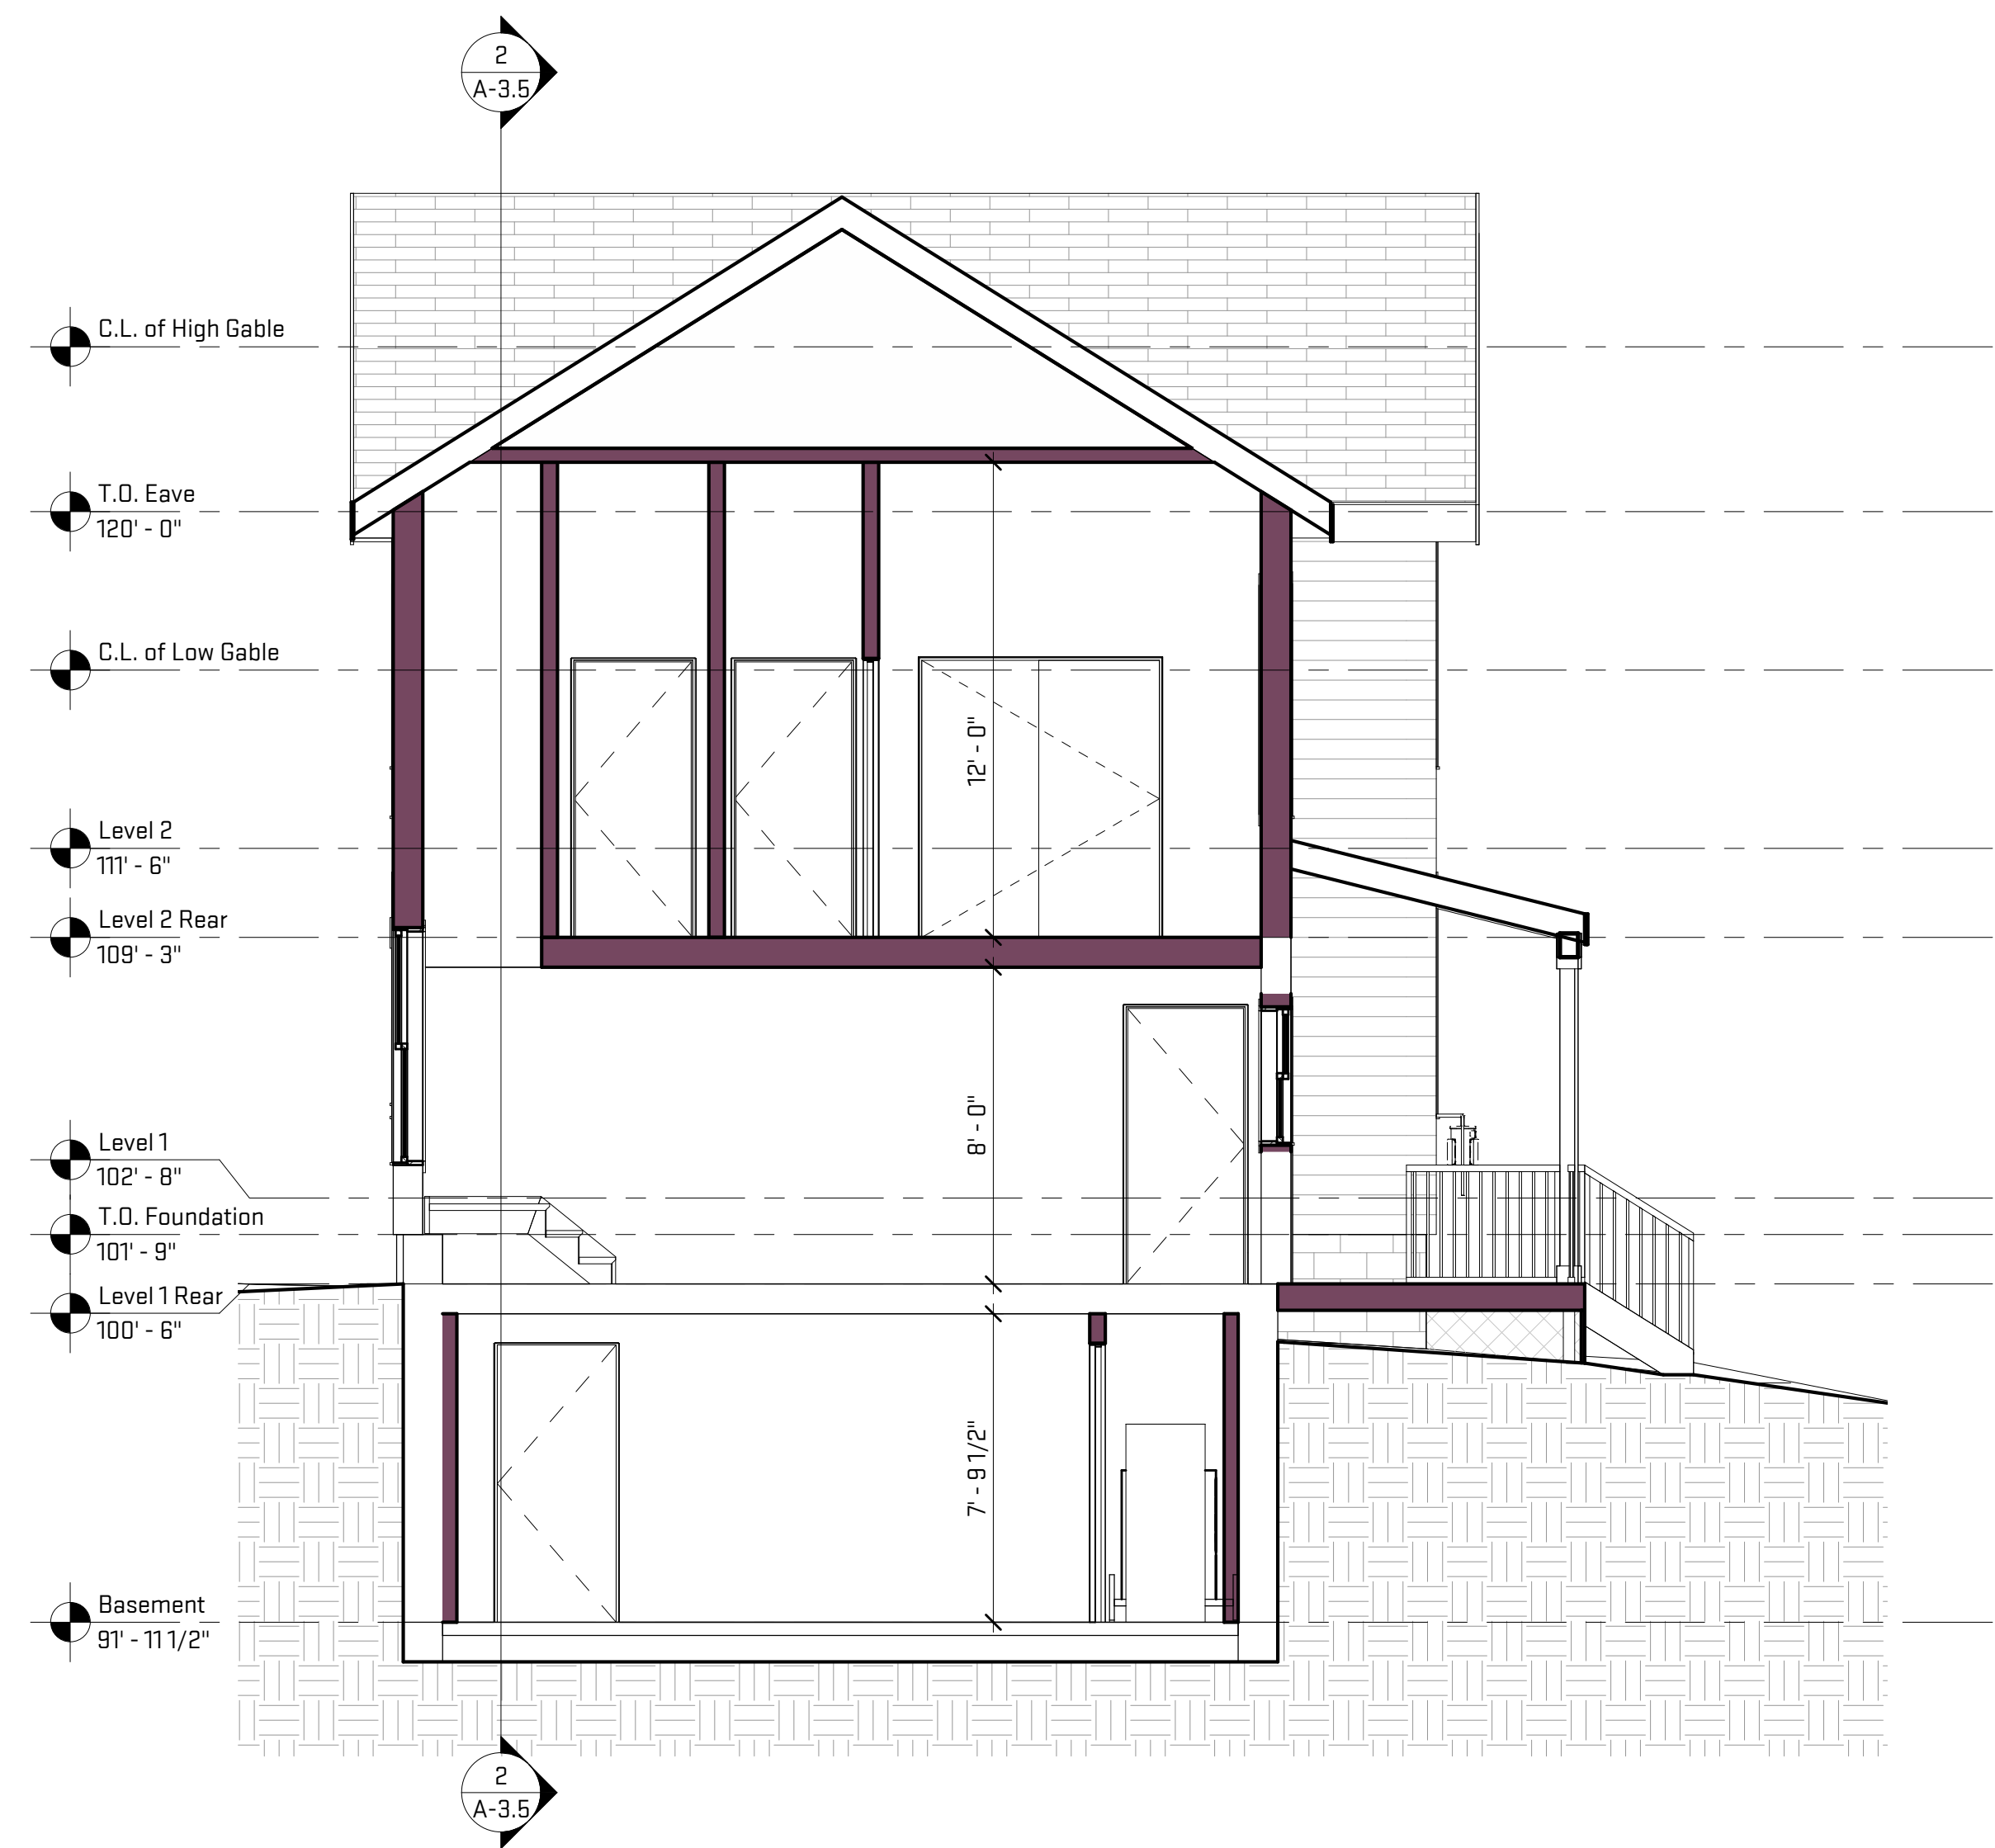 2
A-3.5
C.L. of High Gable
T.O. Eave
120' - 0"
C.L. of Low Gable
12' - 0"
Level 2
111' - 6"
Level 2 Rear
109' - 3"
8' - 0"
Level 1
102' - 8"
T.O. Foundation
101' - 9"
Level 1 Rear
100' - 6"
7' - 9 1/2"
Basement
91' - 11 1/2"
2
A-3.5